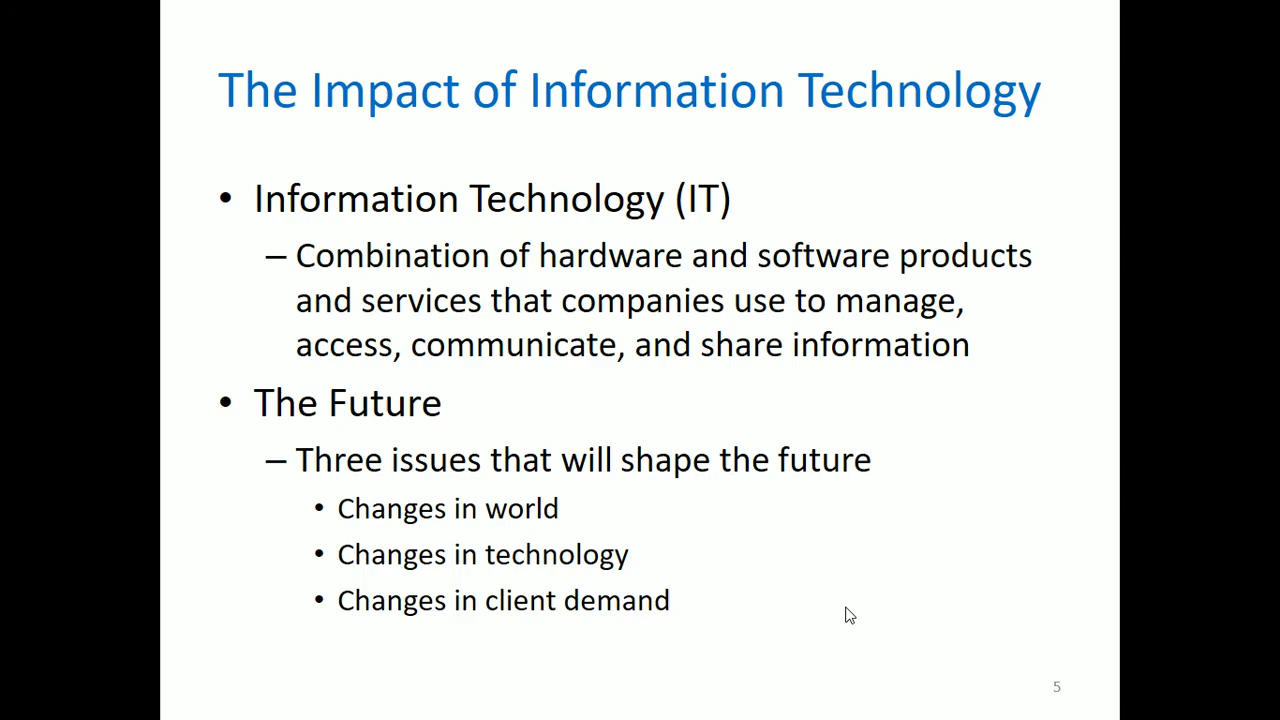 The Impact of Information Technology
• Information Technology (IT)
– Combination of hardware and software products
and services that companies use to manage,
access, communicate, and share information
• The Future
– Three issues that will shape the future
• Changes in world
• Changes in technology
• Changes in client demand
5